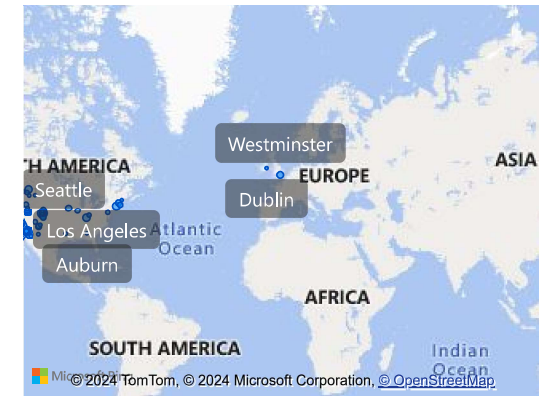 Westminster
TH AMERICA
ASIA
EUROPE
Seattle
Dublin
Los Angeles
Atlantic
Ocean
Auburn
AFRICA
SOUTH AMERICA
Indian
Ocean
© 2024 TomTom, © 2024 Microsoft Corporation, © OpenStreetMap